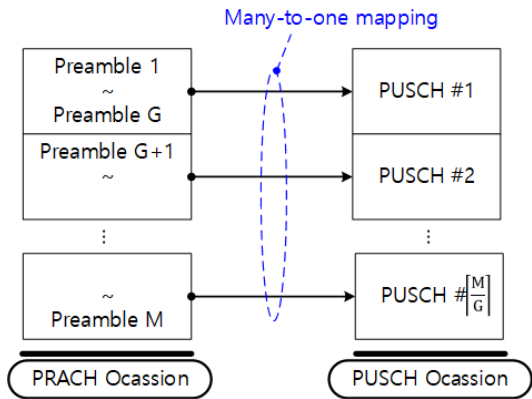 Many-to-one mapping
Preamble 1
~
Preamble G
PUSCH #1
Preamble G+1
~
PUSCH #2
⋮
⋮
~
Preamble M
PUSCH #⌈M/G⌉
PRACH Ocassion
PUSCH Ocassion